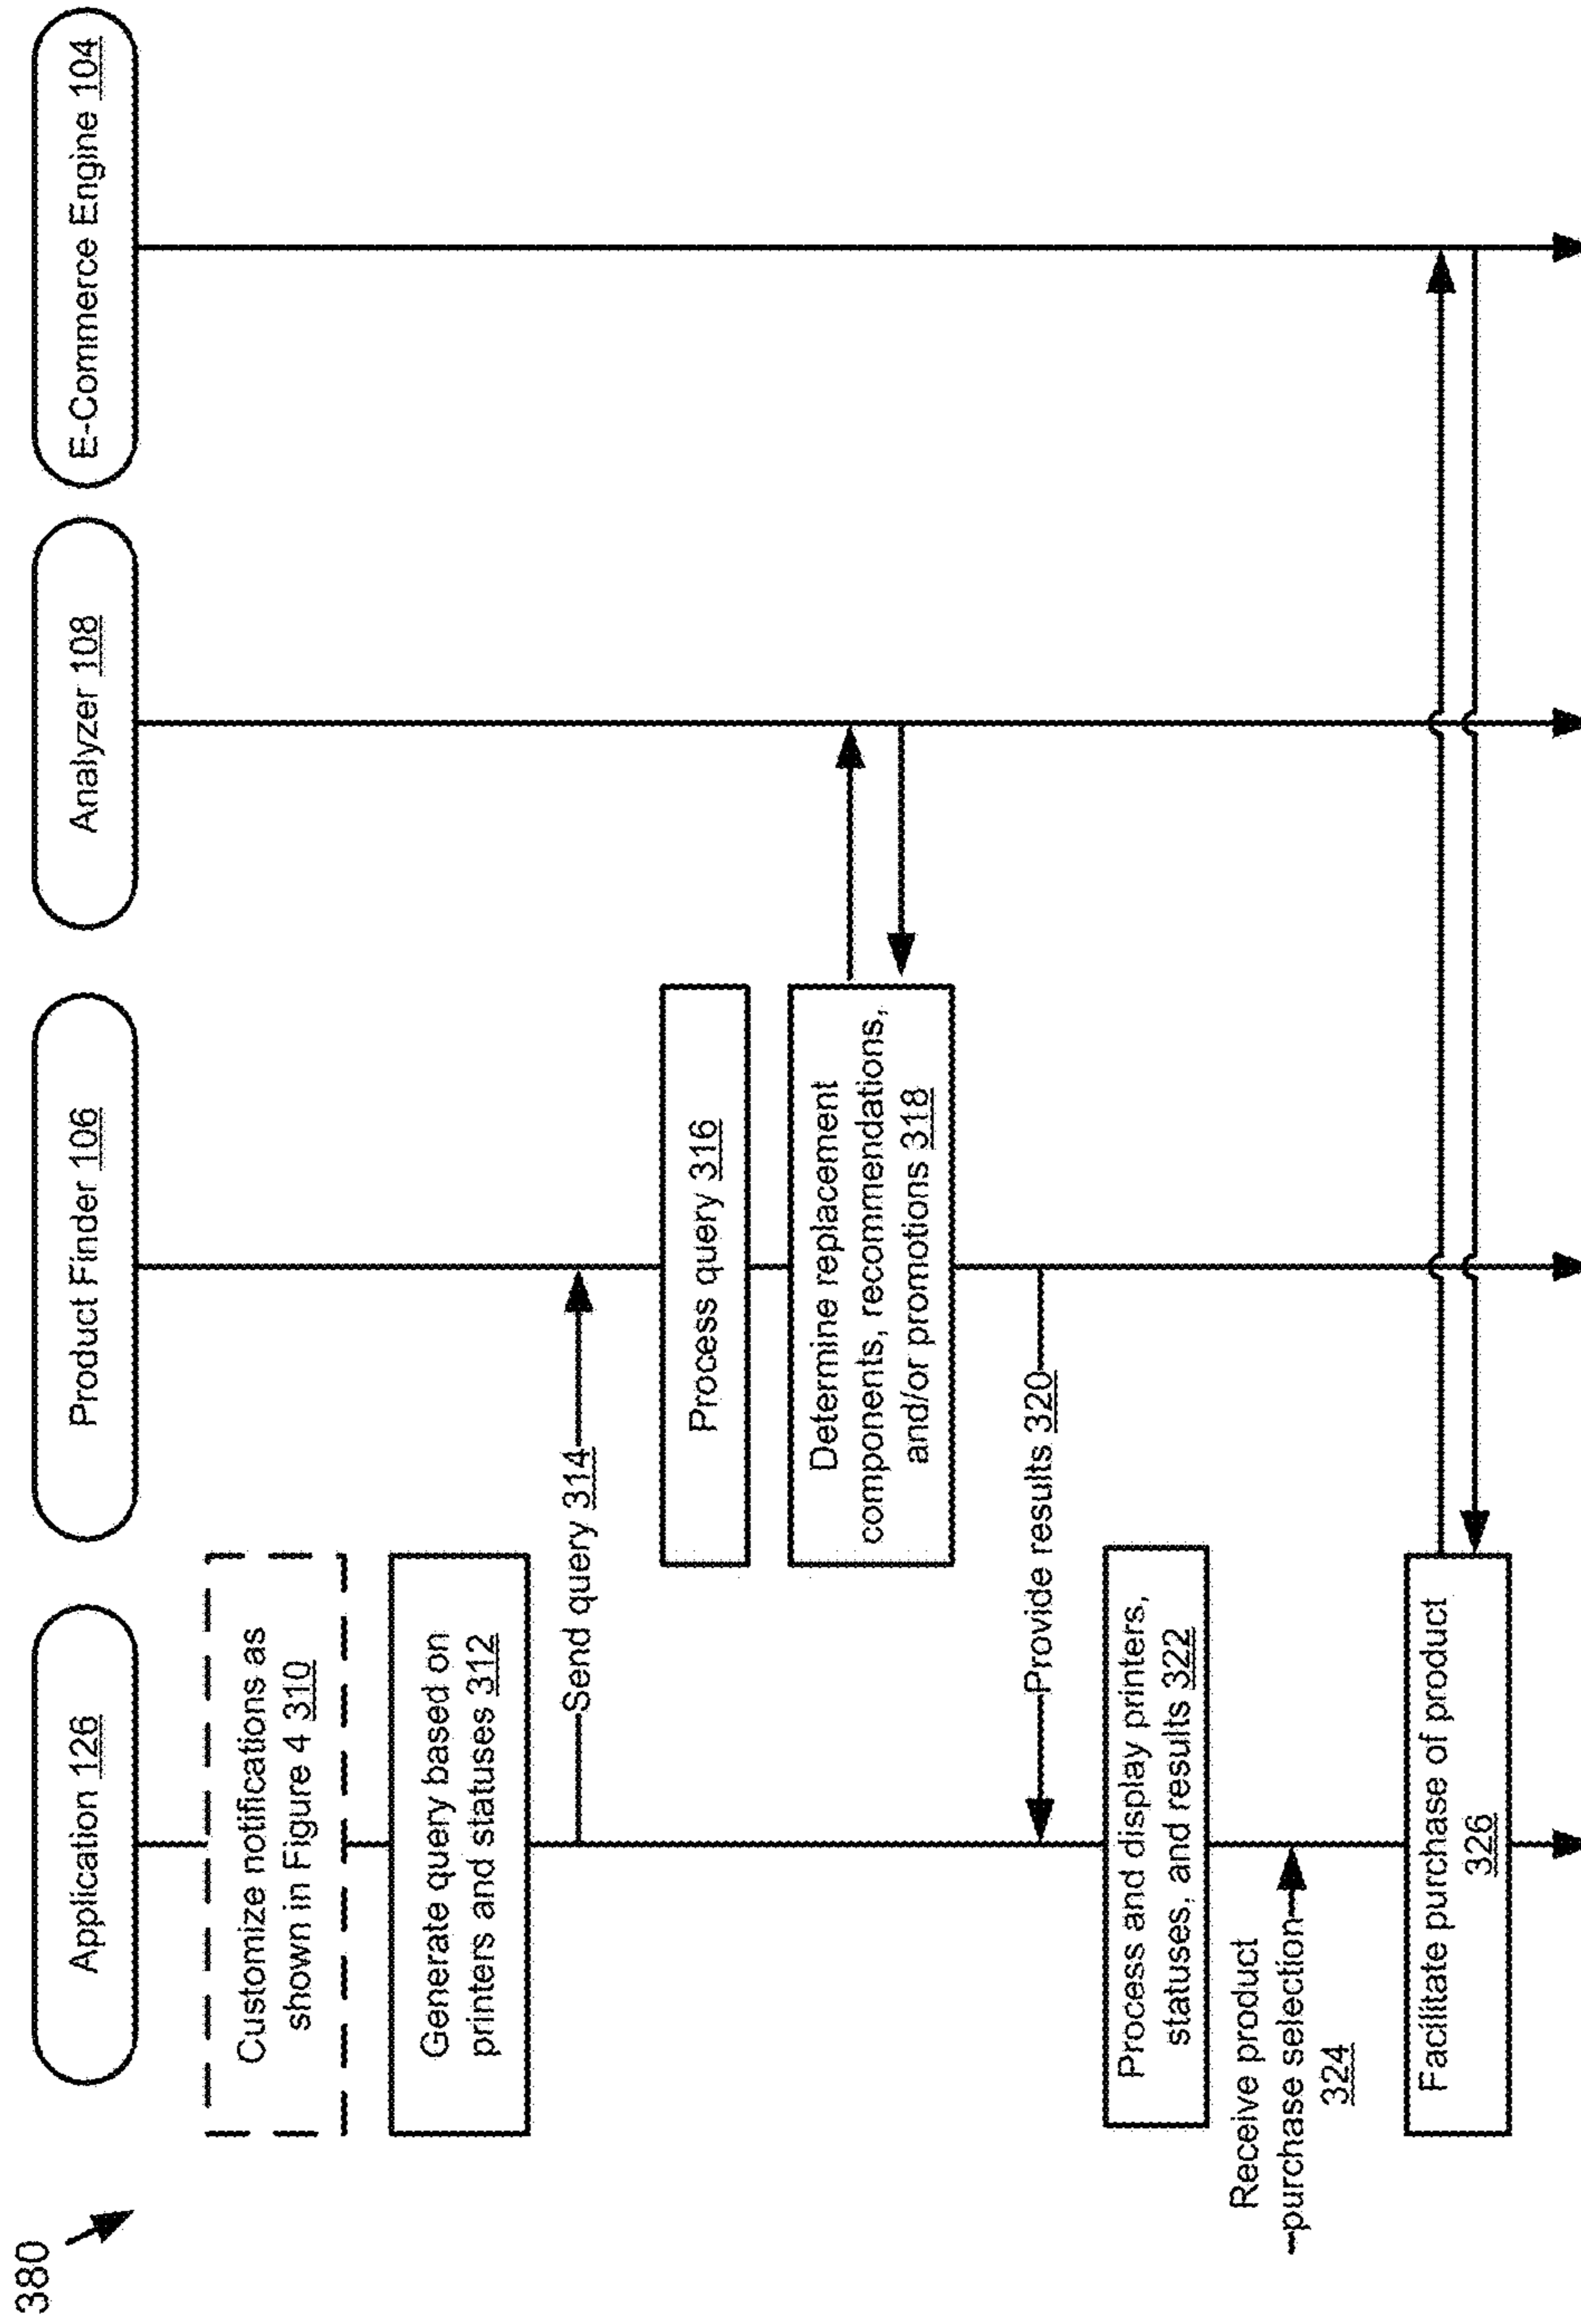 380
Application 126
Product Finder 106
Analyzer 108
E-Commerce Engine 104
Customize notifications as
shown in Figure 4 310
Generate query based on
printers and statuses 312
Send query 314
Process query 316
Determine replacement
components, recommendations,
and/or promotions 318
Provide results 320
Process and display printers,
statuses, and results 322
Receive product
purchase selection
324
Facilitate purchase of product
326